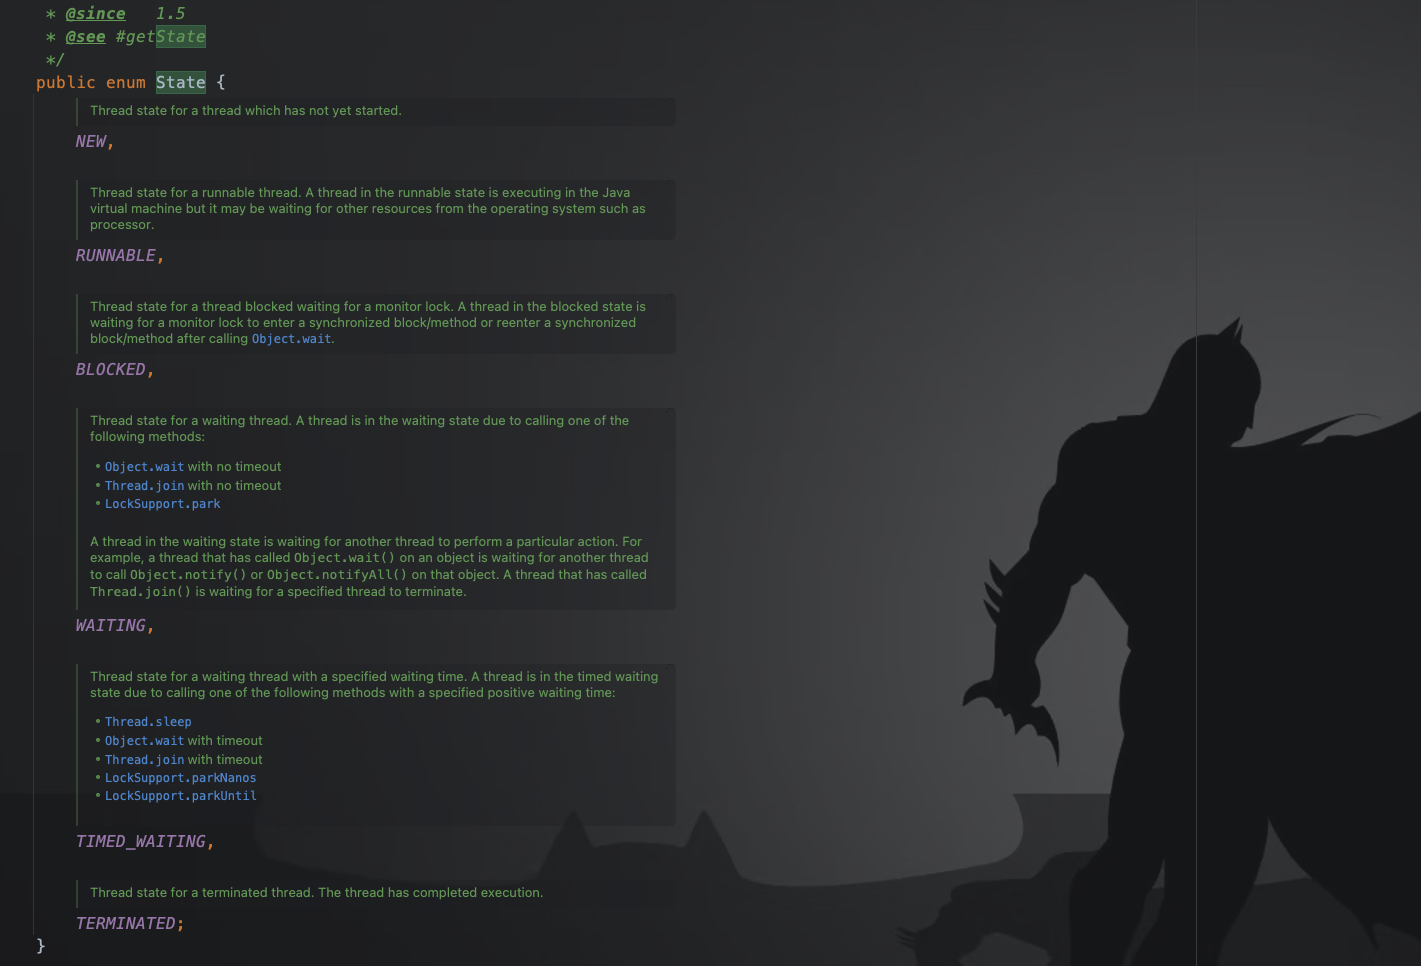 * @since   1.5
* @see #getState
*/
public enum State {
Thread state for a thread which has not yet started.
NEW,
Thread state for a runnable thread. A thread in the runnable state is executing in the Java
virtual machine but it may be waiting for other resources from the operating system such as
processor.
RUNNABLE,
Thread state for a thread blocked waiting for a monitor lock. A thread in the blocked state is
waiting for a monitor lock to enter a synchronized block/method or reenter a synchronized
block/method after calling Object.wait.
BLOCKED,
Thread state for a waiting thread. A thread is in the waiting state due to calling one of the
following methods:
• Object.wait with no timeout
• Thread.join with no timeout
• LockSupport.park
A thread in the waiting state is waiting for another thread to perform a particular action. For
example, a thread that has called Object.wait() on an object is waiting for another thread
to call Object.notify() or Object.notifyAll() on that object. A thread that has called
Thread.join() is waiting for a specified thread to terminate.
WAITING,
Thread state for a waiting thread with a specified waiting time. A thread is in the timed waiting
state due to calling one of the following methods with a specified positive waiting time:
• Thread.sleep
• Object.wait with timeout
• Thread.join with timeout
• LockSupport.parkNanos
• LockSupport.parkUntil
TIMED_WAITING,
Thread state for a terminated thread. The thread has completed execution.
TERMINATED;
}